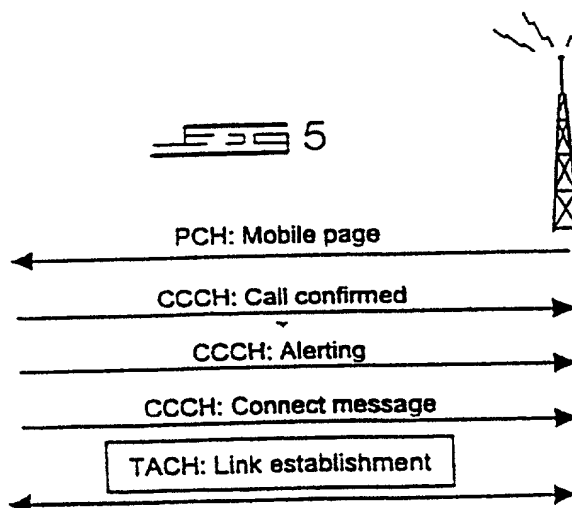 5
PCH: Mobile page
CCCH: Call confirmed
CCCH: Alerting
CCCH: Connect message
TACH: Link establishment